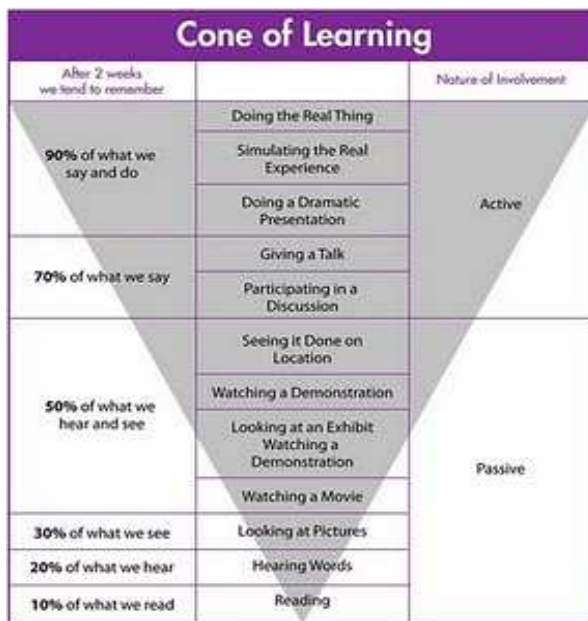 Cone of Learning
After 2 weeks
we tend to remember
Nature of Involvement
90% of what we
say and do
Doing the Real Thing
Simulating the Real
Experience
Doing a Dramatic
Presentation
Active
70% of what we say
Giving a Talk
Participating in a
Discussion
50% of what we
hear and see
Seeing it Done on
Location
Watching a Demonstration
Looking at an Exhibit
Watching a
Demonstration
Watching a Movie
Passive
30% of what we see
Looking at Pictures
20% of what we hear
Hearing Words
10% of what we read
Reading